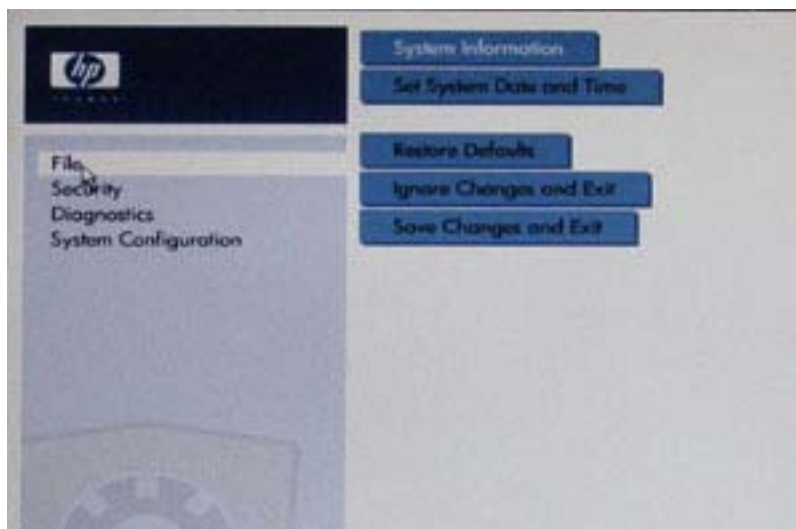 hp
System Information
Set System Date and Time
File
Security
Diagnostics
System Configuration
Restore Defaults
Ignore Changes and Exit
Save Changes and Exit